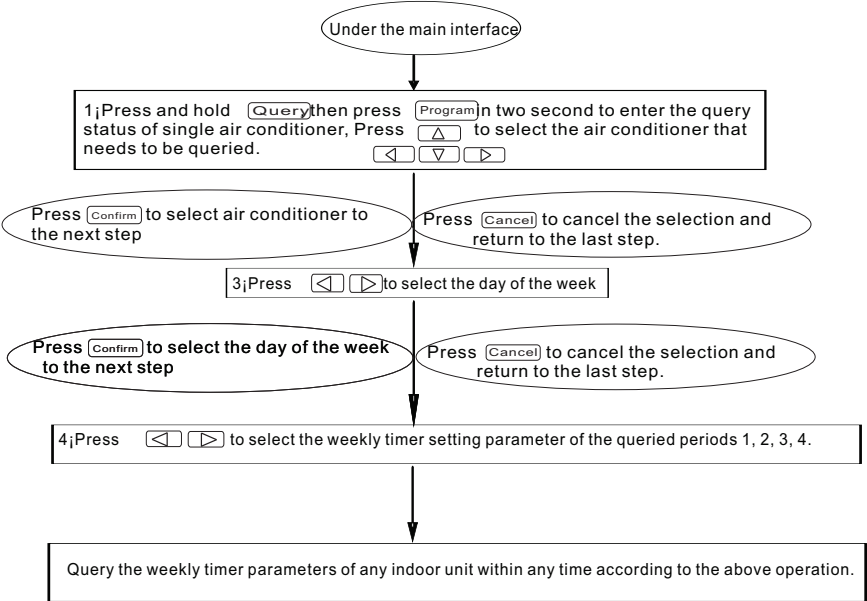 Under the main interface
1¡Press and hold Query then press Program in two second to enter the query
status of single air conditioner, Press △ to select the air conditioner that
needs to be queried. ◁ ▽ ▷
Press Confirm to select air conditioner to
the next step
Press Cancel to cancel the selection and
return to the last step.
3¡Press ◁ ▷ to select the day of the week
Press Confirm to select the day of the week
to the next step
Press Cancel to cancel the selection and
return to the last step.
4¡Press ◁ ▷ to select the weekly timer setting parameter of the queried periods 1, 2, 3, 4.
Query the weekly timer parameters of any indoor unit within any time according to the above operation.